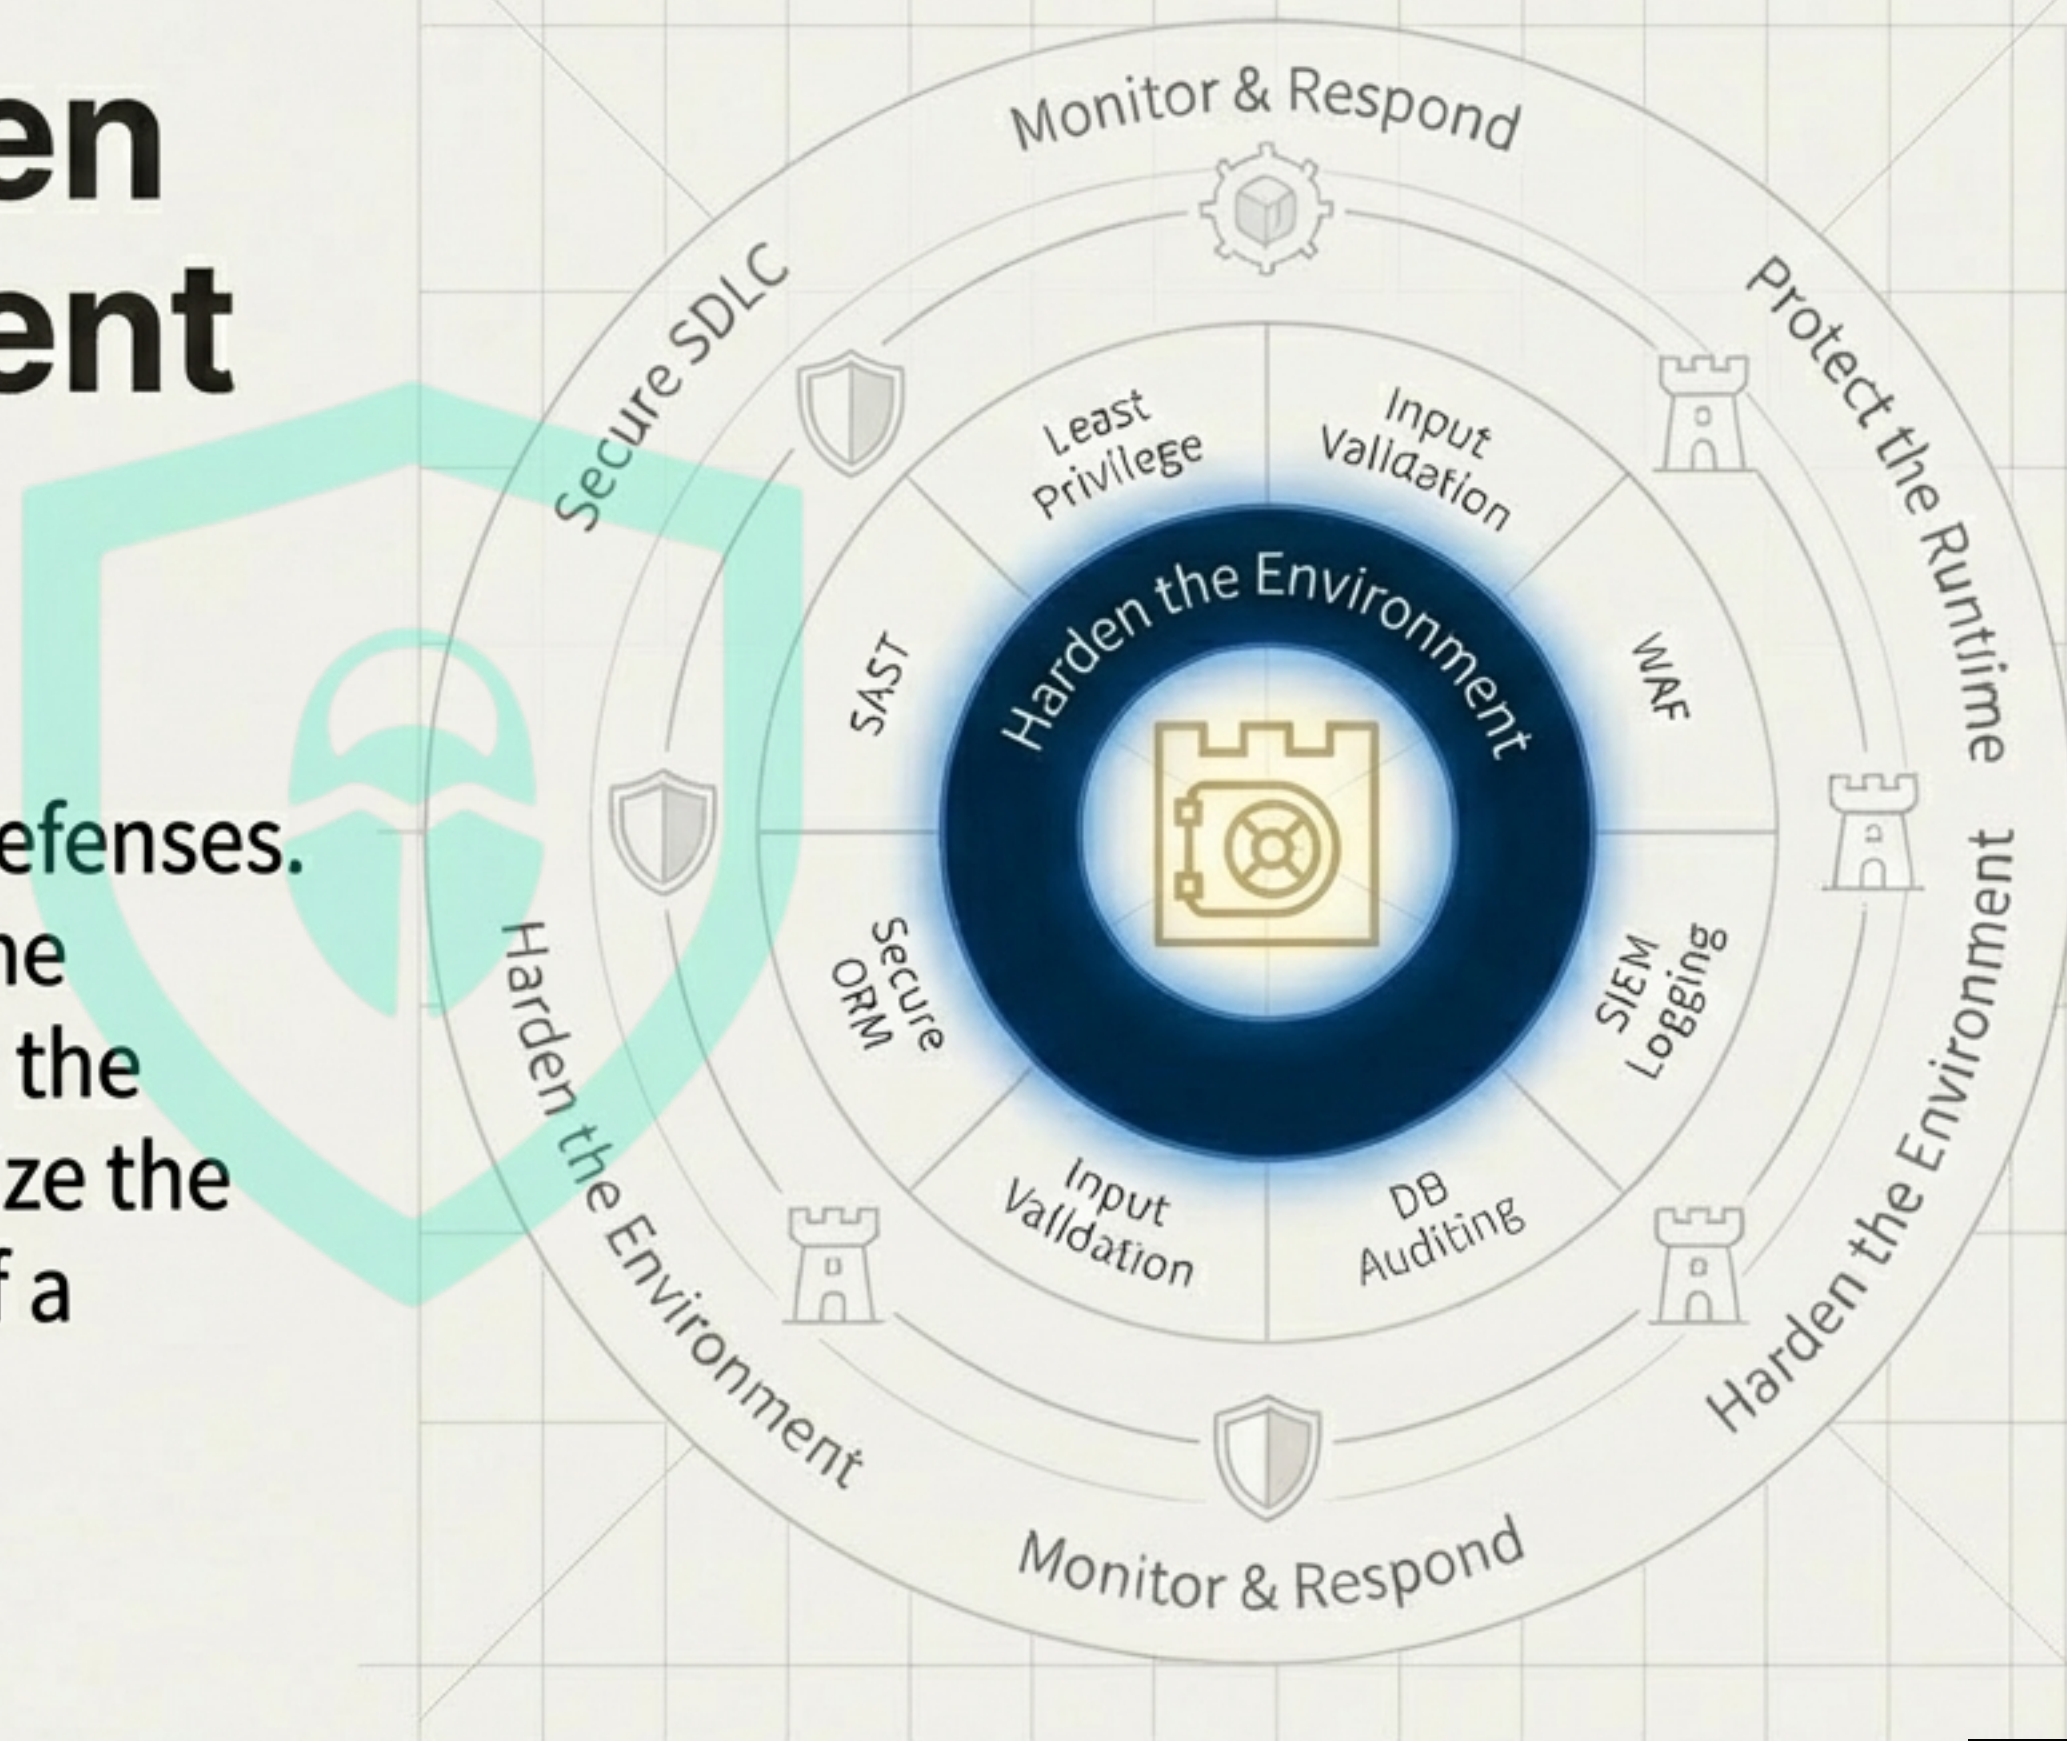 en
ent
efenses.
ne
the
ze the
f a
Monitor & Respond
Secure SDLC
Protect the Runtime
Least
Privilege
Input
Validation
Harden the Environment
SAST
WAF
Secure
ORM
SIEM
Logging
Input
Validation
DB
Auditing
Harden the Environment
Harden the Environment
Monitor & Respond